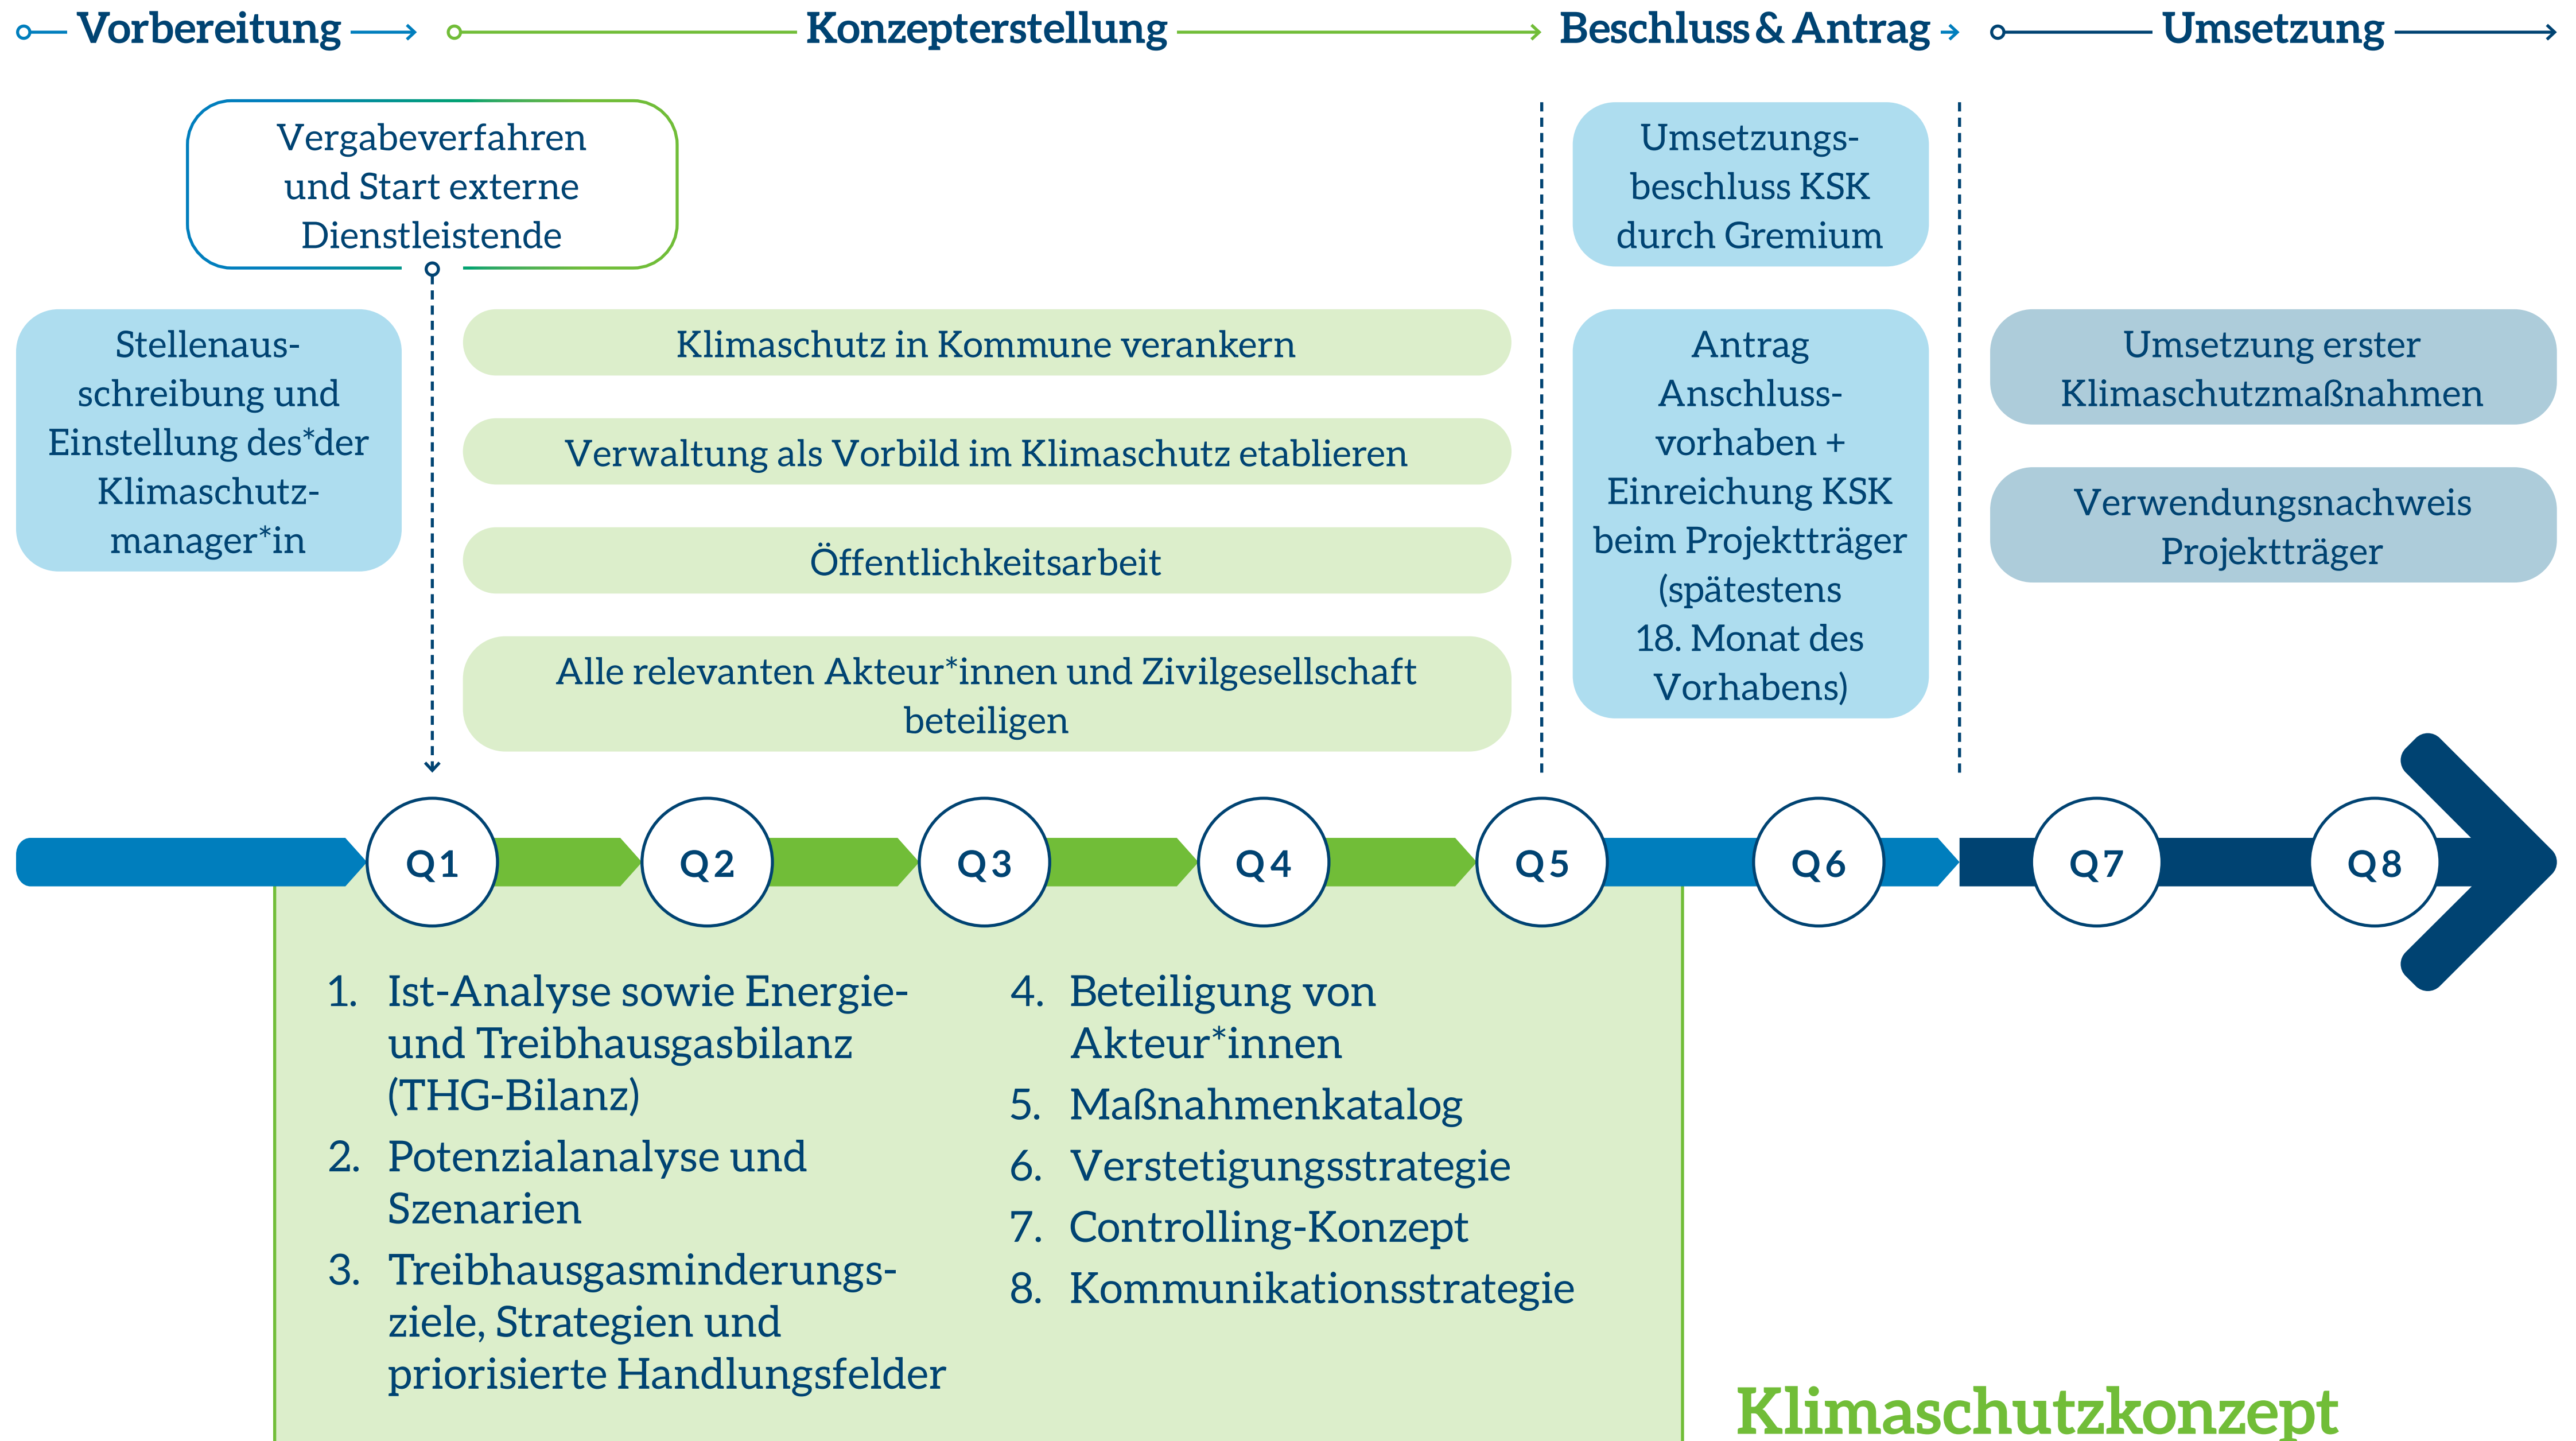 Vorbereitung
Konzepterstellung
Beschluss & Antrag
Umsetzung
Vergabeverfahren
und Start externe
Dienstleistende
Stellenaus-
schreibung und
Einstellung des*der
Klimaschutz-
manager*in
Klimaschutz in Kommune verankern
Verwaltung als Vorbild im Klimaschutz etablieren
Öffentlichkeitsarbeit
Alle relevanten Akteur*innen und Zivilgesellschaft
beteiligen
Umsetzungs-
beschluss KSK
durch Gremium
Antrag
Anschluss-
vorhaben +
Einreichung KSK
beim Projektträger
(spätestens
18. Monat des
Vorhabens)
Umsetzung erster
Klimaschutzmaßnahmen
Verwendungsnachweis
Projektträger
Q1
Q2
Q3
Q4
Q5
Q6
Q7
Q8
1. Ist-Analyse sowie Energie-
und Treibhausgasbilanz
(THG-Bilanz)
2. Potenzialanalyse und
Szenarien
3. Treibhausgasminderungs-
ziele, Strategien und
priorisierte Handlungsfelder
4. Beteiligung von
Akteur*innen
5. Maßnahmenkatalog
6. Verstetigungsstrategie
7. Controlling-Konzept
8. Kommunikationsstrategie
Klimaschutzkonzept